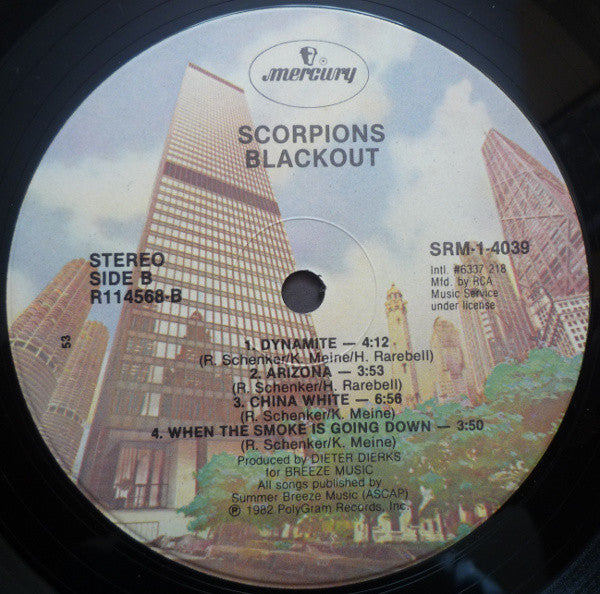 mercury
SCORPIONS
BLACKOUT
STEREO
SIDE B
R114568-B
SRM-1-4039
Intl. #6337 218
Mfd. by RCA
Music Service
under license
53
1. DYNAMITE — 4:12
(R. Schenker/K. Meine/H. Rarebell)
2. ARIZONA — 3:53
(R. Schenker/H. Rarebell)
3. CHINA WHITE — 6:56
(R. Schenker/K. Meine)
4. WHEN THE SMOKE IS GOING DOWN — 3:50
(R. Schenker/K. Meine)
Produced by DIETER DIERKS
for BREEZE MUSIC
All songs published by
Summer Breeze Music (ASCAP)
℗ 1982 PolyGram Records, Inc.